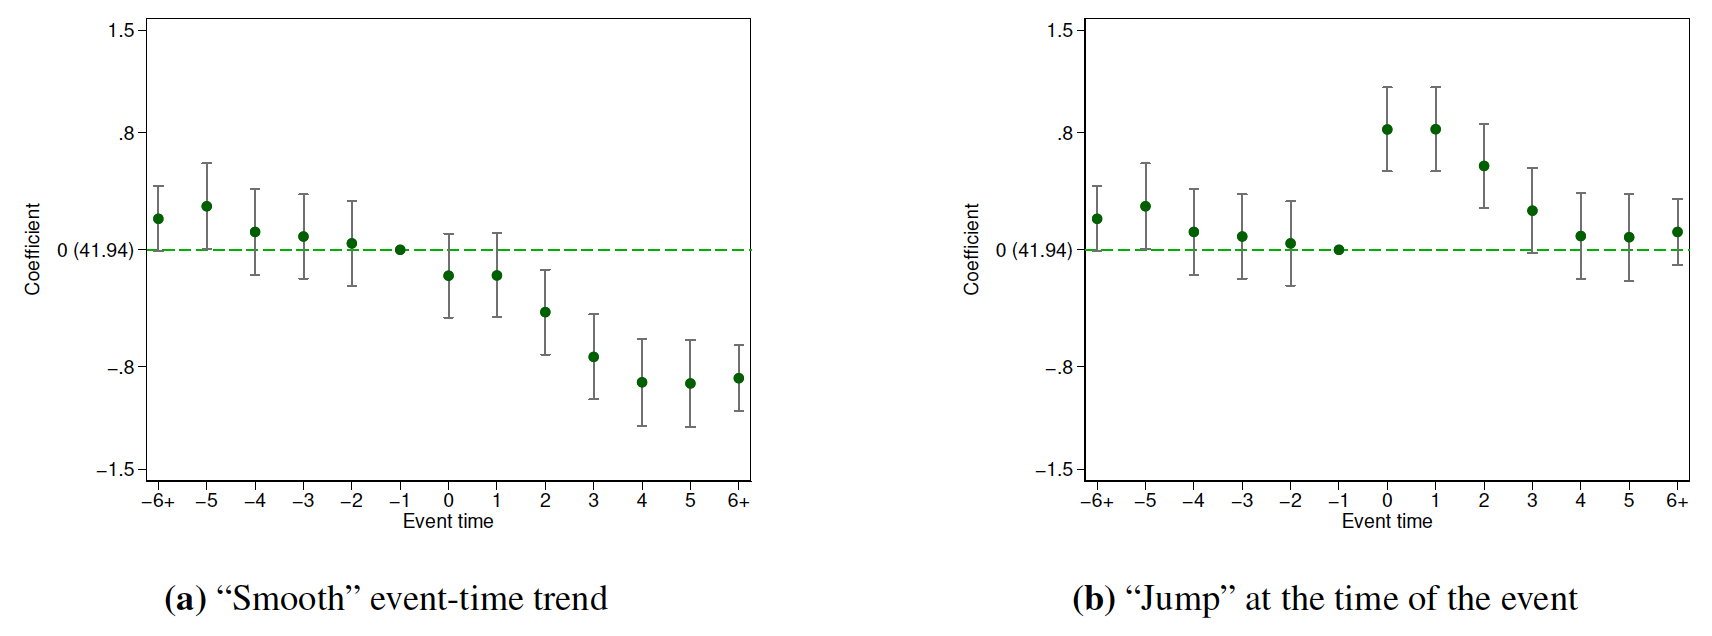 1.5
.8
0 (41.94)
−.8
−1.5
Coefficient
−6+ −5 −4 −3 −2 −1 0 1 2 3 4 5 6+
Event time
(a) “Smooth” event-time trend
1.5
.8
0 (41.94)
−.8
−1.5
Coefficient
−6+ −5 −4 −3 −2 −1 0 1 2 3 4 5 6+
Event time
(b) “Jump” at the time of the event